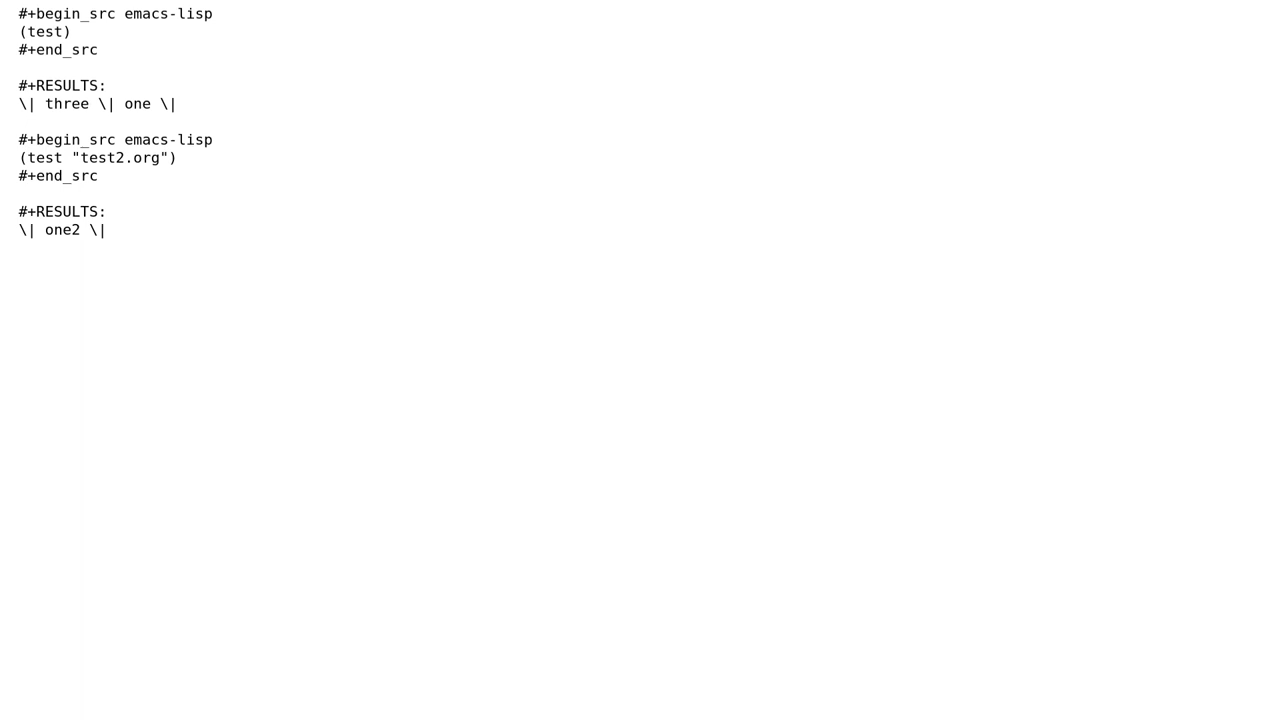 #+begin_src emacs-lisp
(test)
#+end_src
#+RESULTS:
\| three \| one \|
#+begin_src emacs-lisp
(test "test2.org")
#+end_src
#+RESULTS:
\| one2 \|